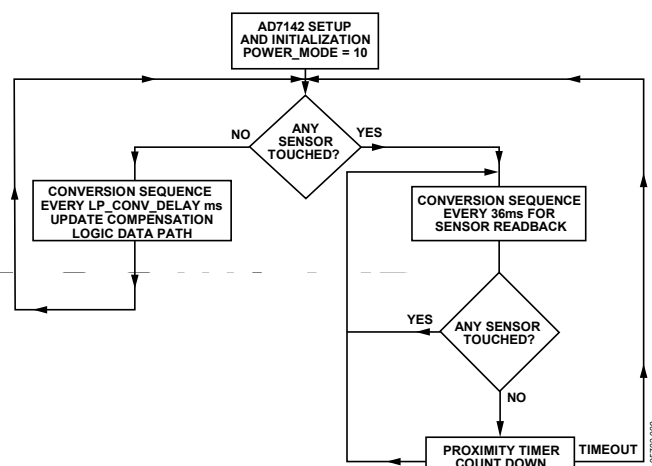 AD7142 SETUP
AND INITIALIZATION
POWER_MODE = 10
NO
ANY
SENSOR
TOUCHED?
YES
CONVERSION SEQUENCE
EVERY LP_CONV_DELAY ms
UPDATE COMPENSATION
LOGIC DATA PATH
CONVERSION SEQUENCE
EVERY 36ms FOR
SENSOR READBACK
YES
ANY SENSOR
TOUCHED?
NO
PROXIMITY TIMER
COUNT DOWN
TIMEOUT